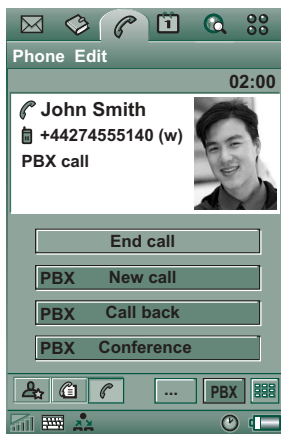 Phone Edit
02:00
John Smith
+44274555140 (w)
PBX call
End call
PBX New call
PBX Call back
PBX Conference
... PBX